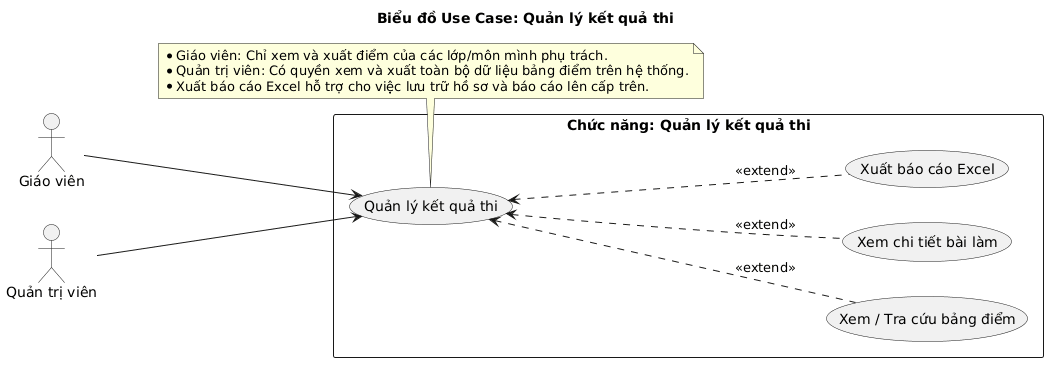 Biểu đồ Use Case: Quản lý kết quả thi
• Giáo viên: Chỉ xem và xuất điểm của các lớp/môn mình phụ trách.
• Quản trị viên: Có quyền xem và xuất toàn bộ dữ liệu bảng điểm trên hệ thống.
• Xuất báo cáo Excel hỗ trợ cho việc lưu trữ hồ sơ và báo cáo lên cấp trên.
Chức năng: Quản lý kết quả thi
Giáo viên
Quản trị viên
Quản lý kết quả thi
«extend»
Xuất báo cáo Excel
«extend»
Xem chi tiết bài làm
«extend»
Xem / Tra cứu bảng điểm